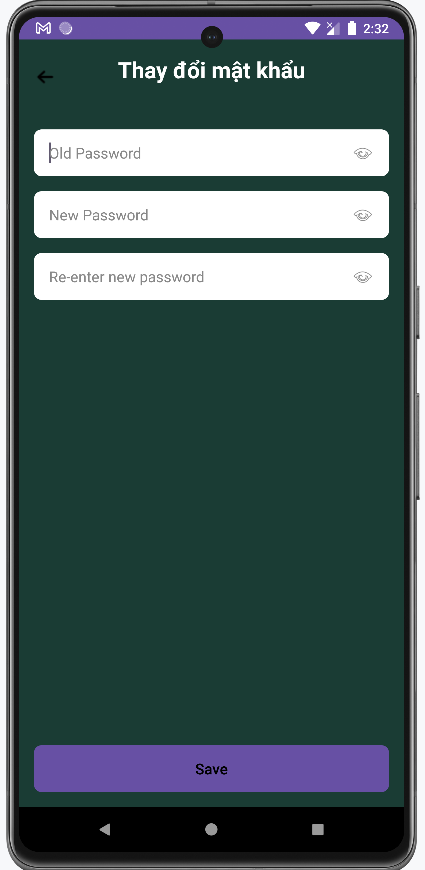 2:32
Thay đổi mật khẩu
Old Password
New Password
Re-enter new password
Save